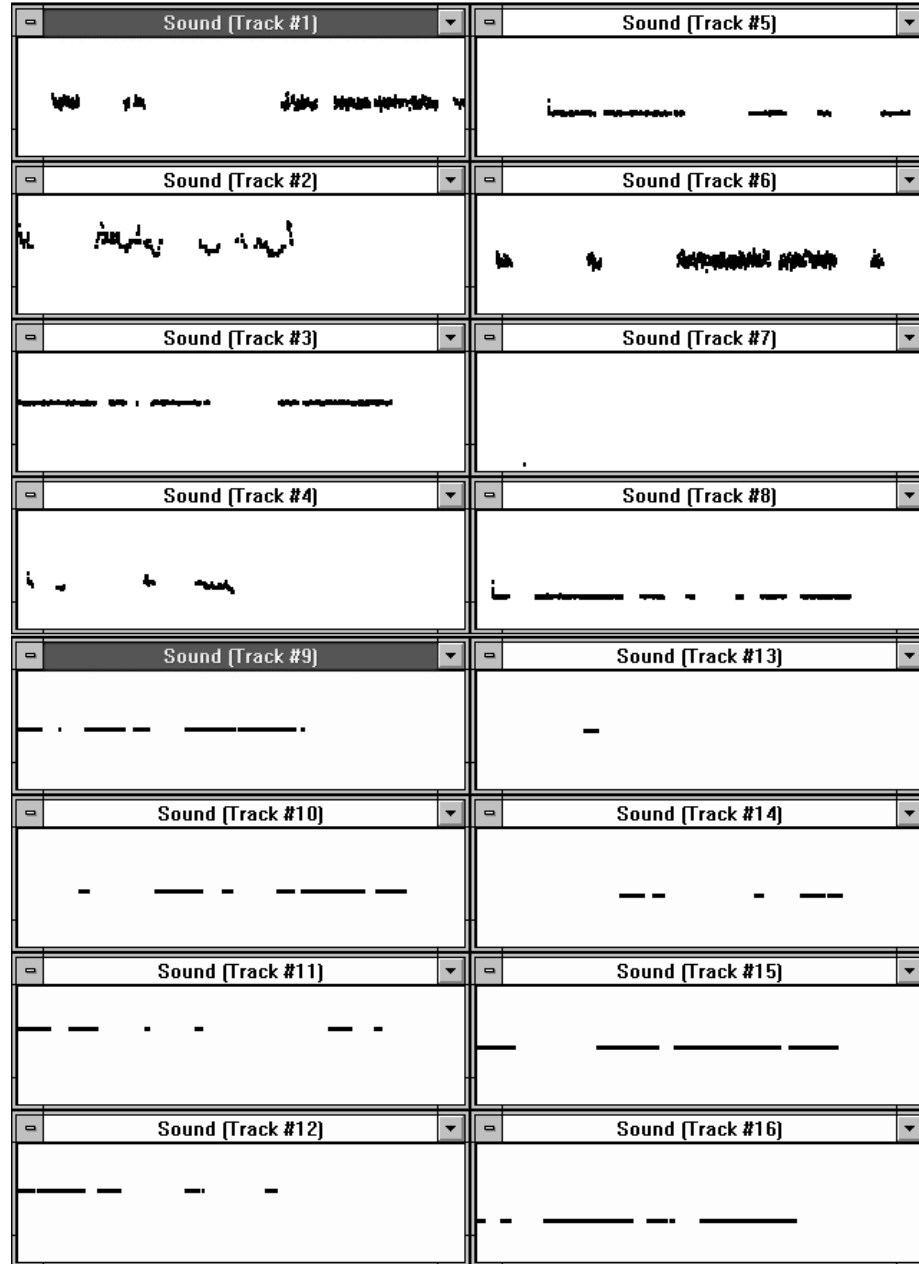 Sound (Track #1)
Sound (Track #5)
Sound (Track #2)
Sound (Track #6)
Sound (Track #3)
Sound (Track #7)
Sound (Track #4)
Sound (Track #8)
Sound (Track #9)
Sound (Track #13)
Sound (Track #10)
Sound (Track #14)
Sound (Track #11)
Sound (Track #15)
Sound (Track #12)
Sound (Track #16)